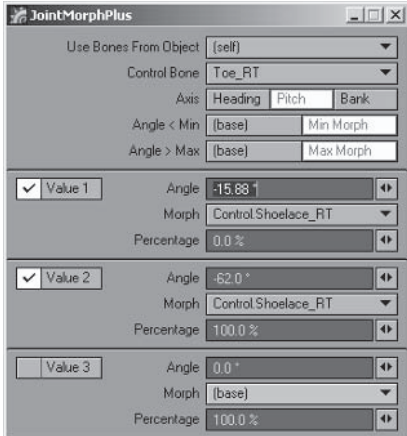 JointMorphPlus
Use Bones From Object (self)
Control Bone Toe_RT
Axis Heading Pitch Bank
Angle < Min (base) Min Morph
Angle > Max (base) Max Morph
Value 1 Angle -15.88 °
Morph Control.Shoelace_RT
Percentage 0.0 %
Value 2 Angle -62.0 °
Morph Control.Shoelace_RT
Percentage 100.0 %
Value 3 Angle 0.0 °
Morph (base)
Percentage 100.0 %